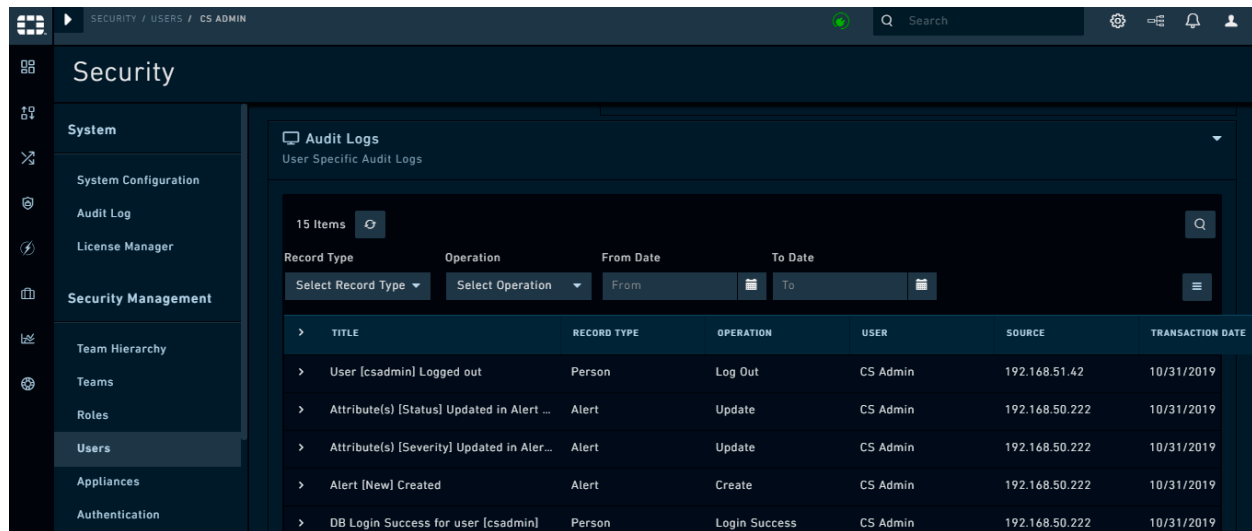 SECURITY / USERS / CS ADMIN
Search
Security
System
System Configuration
Audit Log
License Manager
Security Management
Team Hierarchy
Teams
Roles
Users
Appliances
Authentication
Audit Logs
User Specific Audit Logs
15 Items
Record Type Operation From Date To Date
Select Record Type Select Operation From To
TITLE RECORD TYPE OPERATION USER SOURCE TRANSACTION DATE
User [csadmin] Logged out Person Log Out CS Admin 192.168.51.42 10/31/2019
Attribute(s) [Status] Updated in Alert ... Alert Update CS Admin 192.168.50.222 10/31/2019
Attribute(s) [Severity] Updated in Aler... Alert Update CS Admin 192.168.50.222 10/31/2019
Alert [New] Created Alert Create CS Admin 192.168.50.222 10/31/2019
DB Login Success for user [csadmin] Person Login Success CS Admin 192.168.50.222 10/31/2019